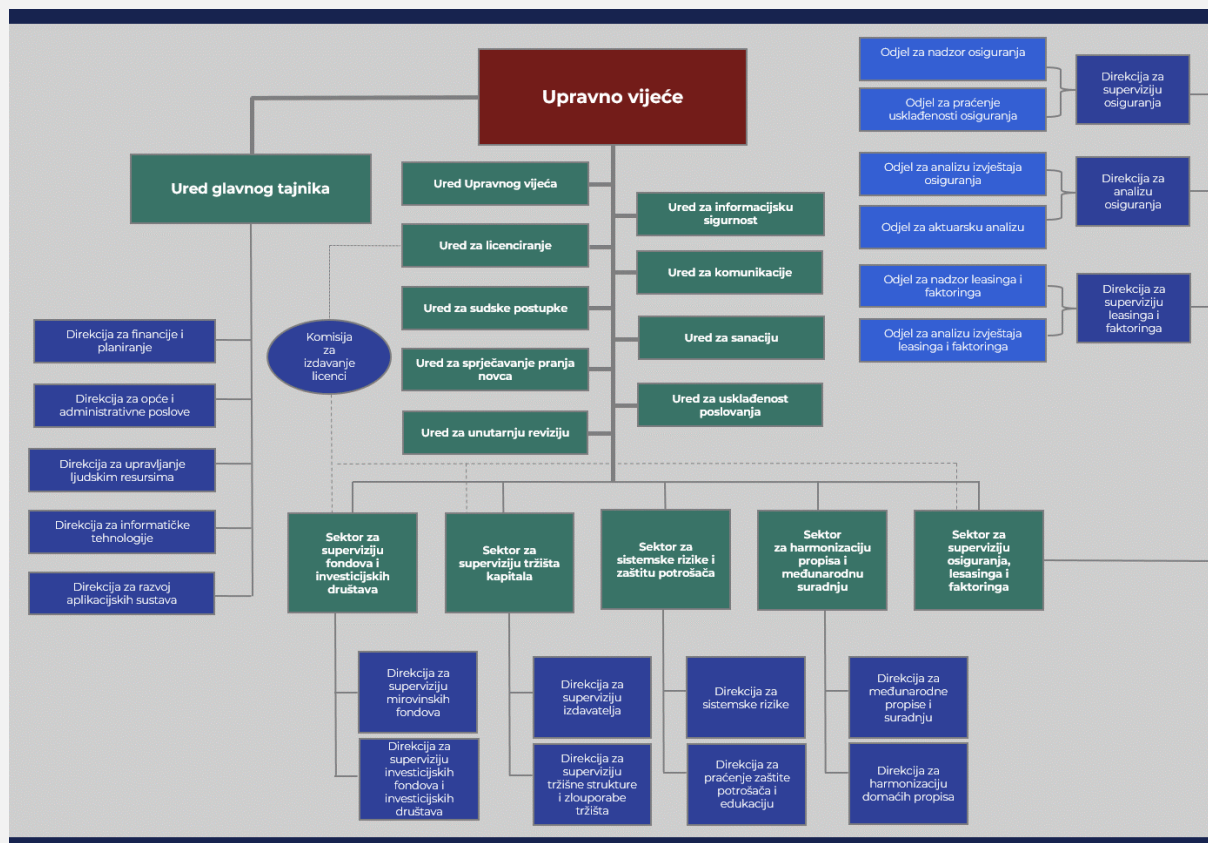 Upravno vijeće
Ured glavnog tajnika
Direkcija za financije i
planiranje
Direkcija za opće i
administrativne poslove
Direkcija za upravljanje
ljudskim resursima
Direkcija za informatičke
tehnologije
Direkcija za razvoj
aplikacijskih sustava
Komisija
za
izdavanje
licenci
Ured Upravnog vijeća
Ured za licenciranje
Ured za sudske postupke
Ured za sprječavanje pranja
novca
Ured za unutarnju reviziju
Ured za informacijsku
sigurnost
Ured za komunikacije
Ured za sanaciju
Ured za usklađenost
poslovanja
Odjel za nadzor osiguranja
Odjel za praćenje
usklađenosti osiguranja
Direkcija za
superviziju
osiguranja
Odjel za analizu izvještaja
osiguranja
Odjel za aktuarsku analizu
Direkcija za
analizu
osiguranja
Odjel za nadzor leasinga i
faktoringa
Odjel za analizu izvještaja
leasinga i faktoringa
Direkcija za
superviziju
leasinga i
faktoringa
Sektor za
superviziju
fondova i
investicijskih
društava
Sektor za
superviziju tržišta
kapitala
Sektor za
sistemske rizike i
zaštitu potrošača
Sektor
za harmonizaciju
propisa i
međunarodnu
suradnju
Sektor za
superviziju
osiguranja,
lesasinga i
faktoringa
Direkcija za
superviziju
mirovinskih
fondova
Direkcija za
superviziju
investicijskih
fondova i
investicijskih
društava
Direkcija za
superviziju
izdavatelja
Direkcija za
superviziju
tržišne strukture
i zlouporabe
tržišta
Direkcija za
sistemske rizike
Direkcija za
praćenje zaštite
potrošača i
edukaciju
Direkcija za
međunarodne
propise i
suradnju
Direkcija za
harmonizaciju
domaćih propisa